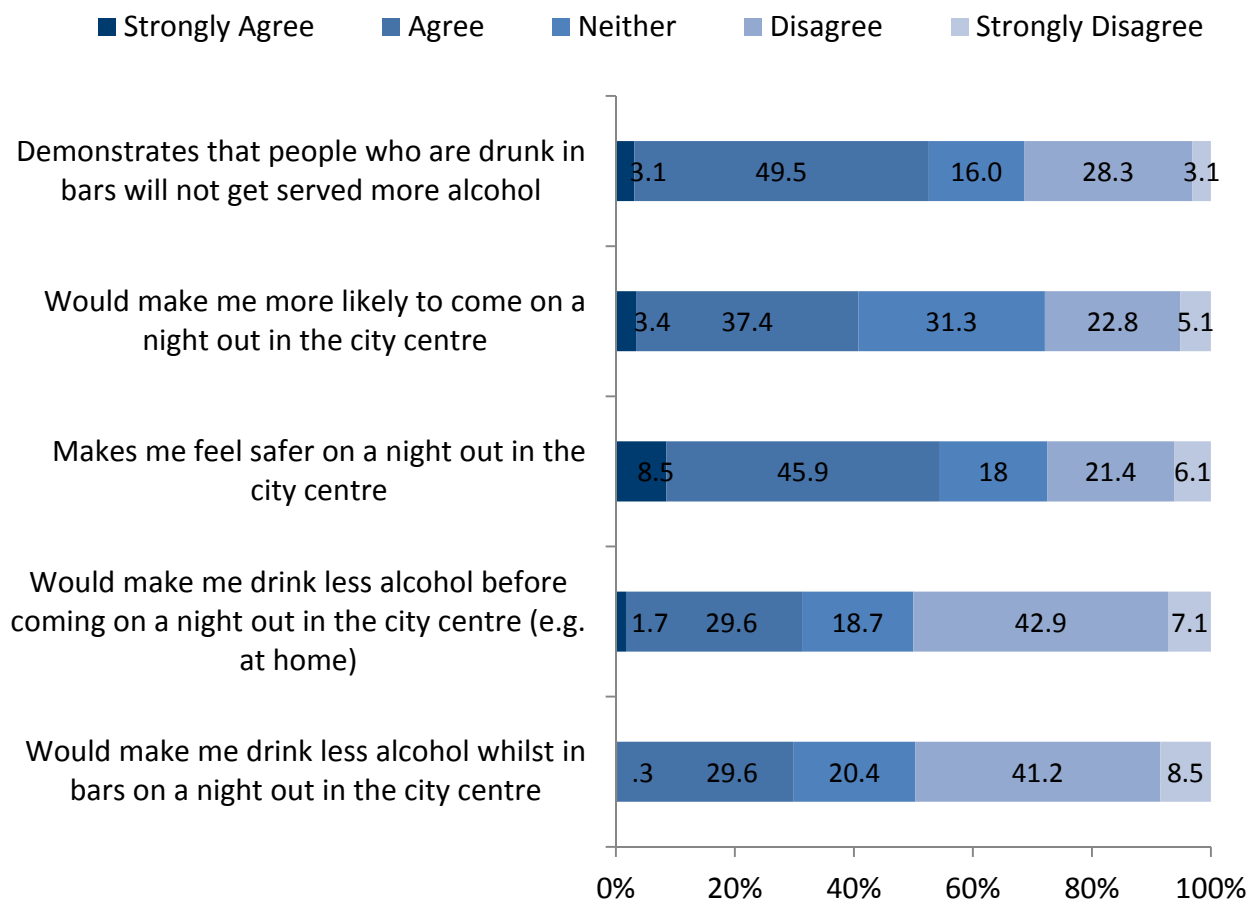 Strongly Agree Agree Neither Disagree Strongly Disagree
Demonstrates that people who are drunk in
bars will not get served more alcohol
3.1 49.5 16.0 28.3 3.1
Would make me more likely to come on a
night out in the city centre
3.4 37.4 31.3 22.8 5.1
Makes me feel safer on a night out in the
city centre
8.5 45.9 18 21.4 6.1
Would make me drink less alcohol before
coming on a night out in the city centre (e.g.
at home)
1.7 29.6 18.7 42.9 7.1
Would make me drink less alcohol whilst in
bars on a night out in the city centre
.3 29.6 20.4 41.2 8.5
0% 20% 40% 60% 80% 100%